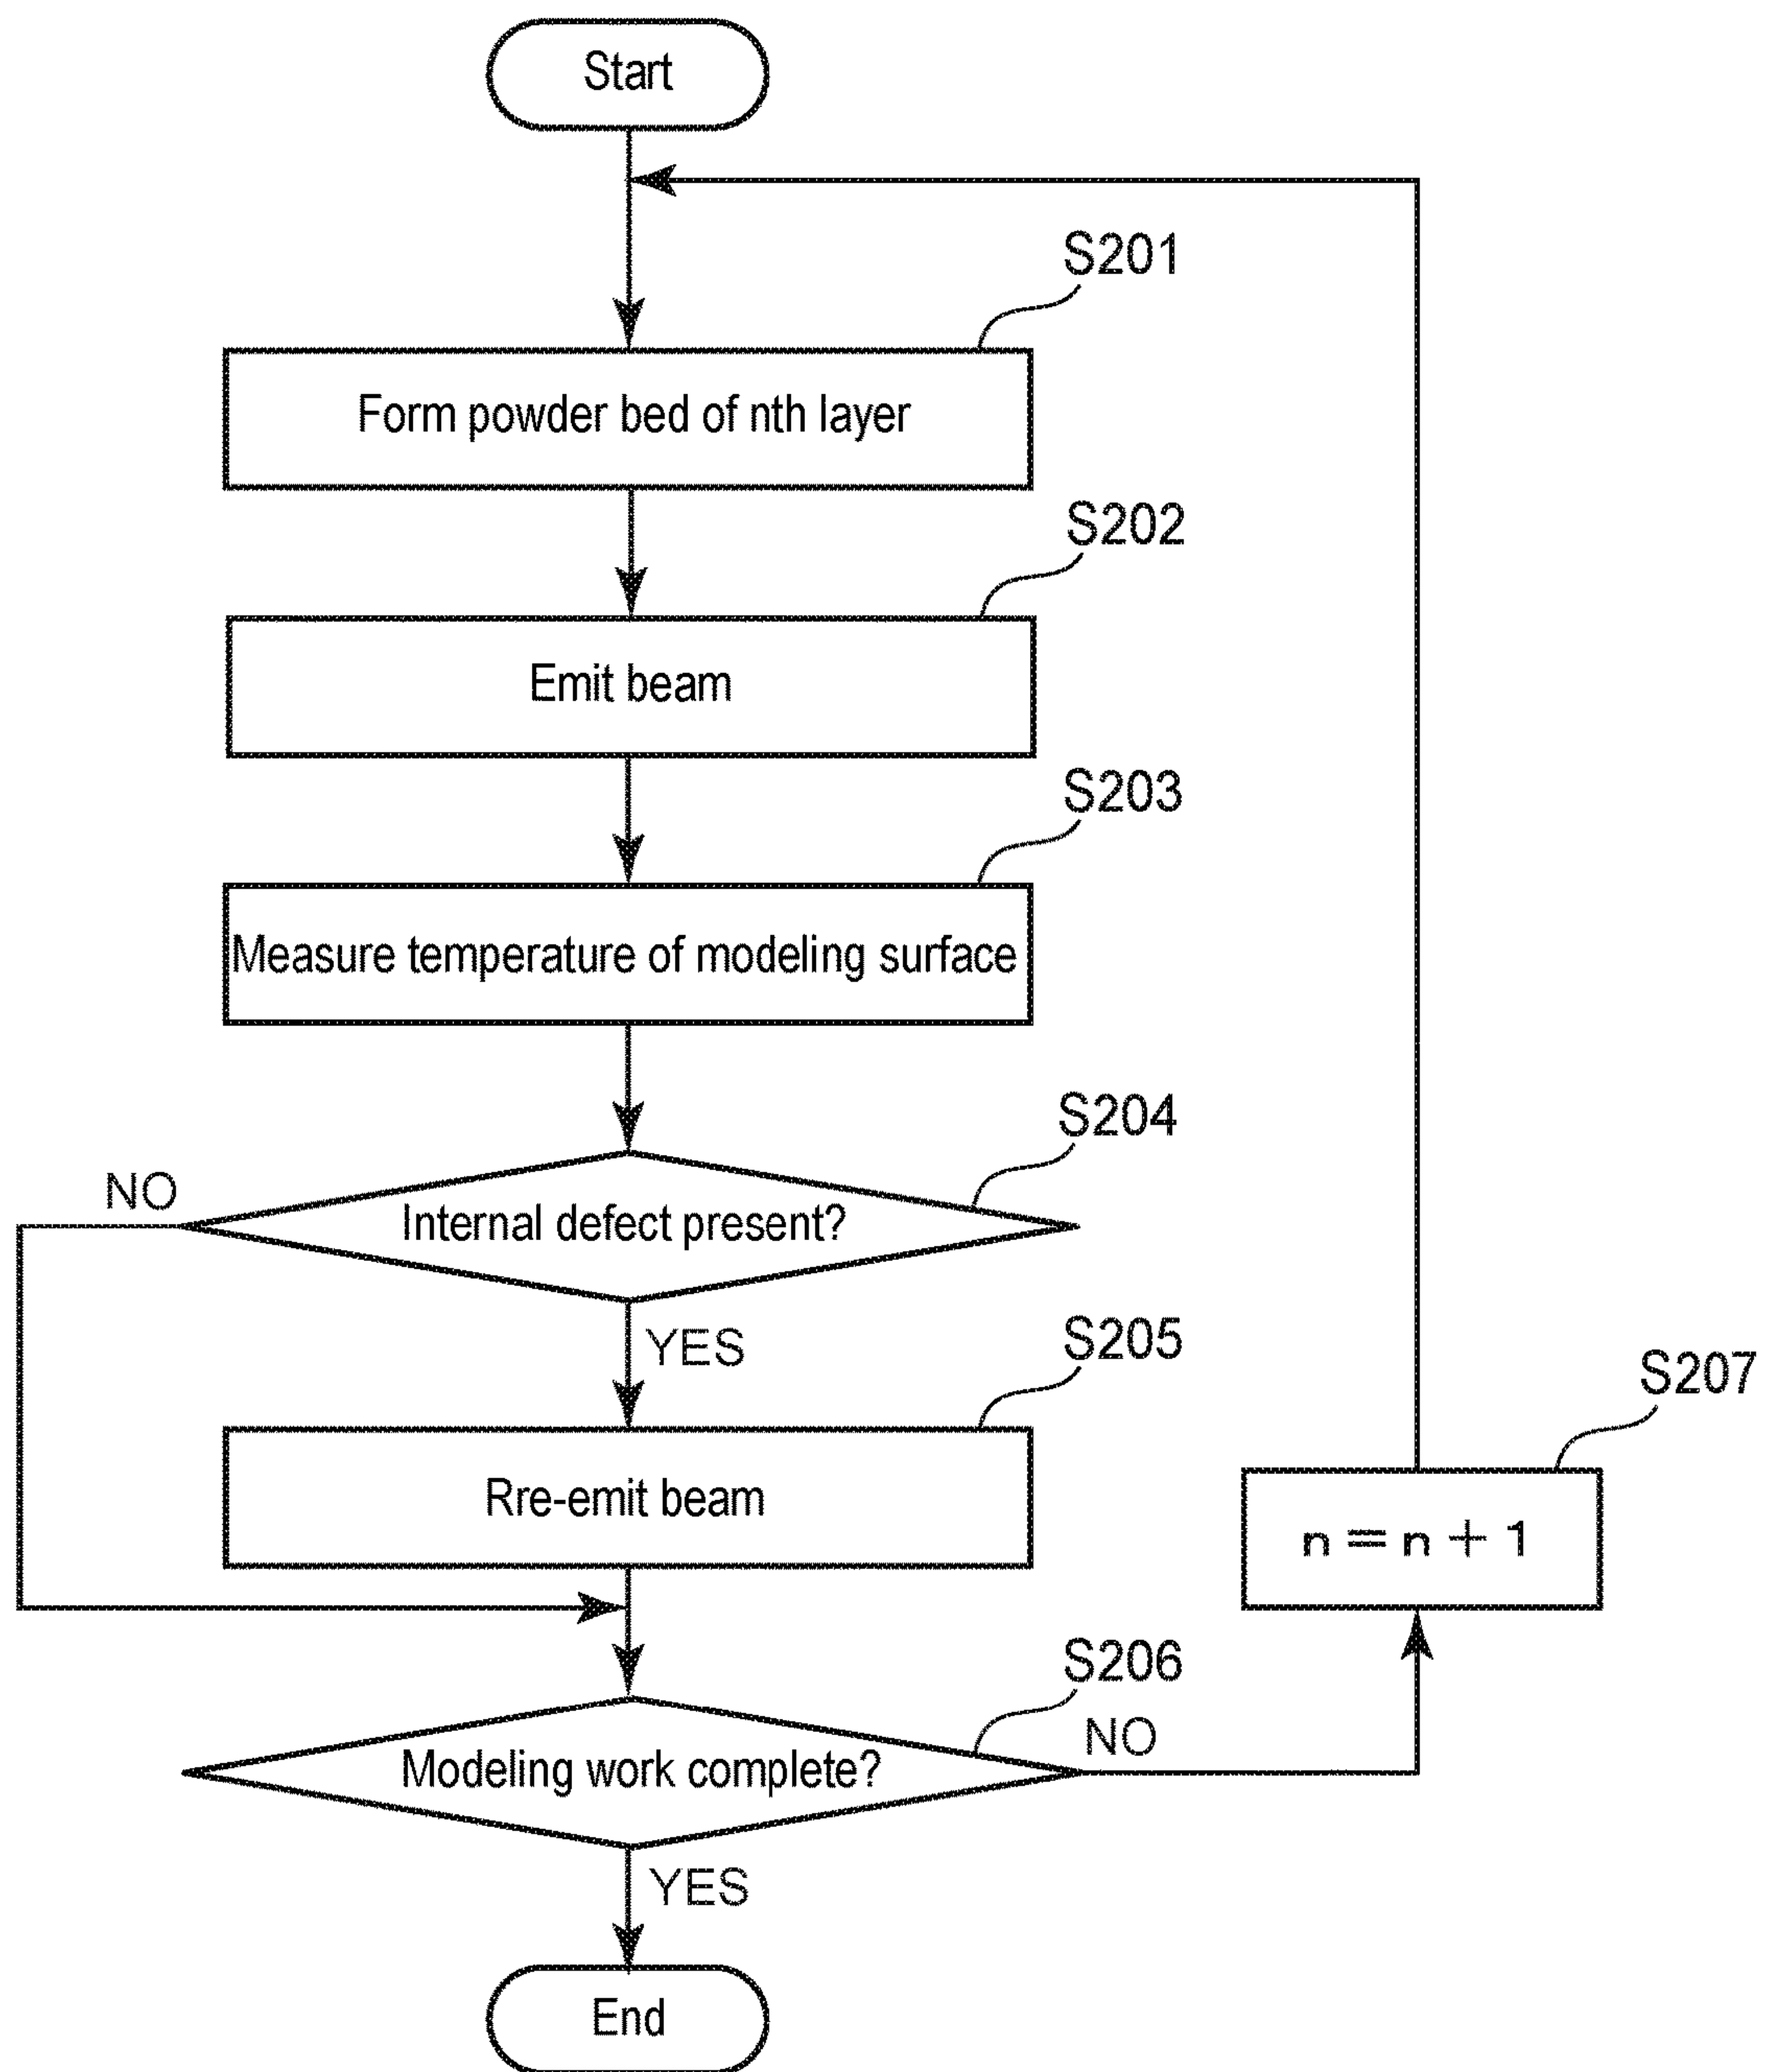 Start
S201
Form powder bed of nth layer
S202
Emit beam
S203
Measure temperature of modeling surface
S204
NO
Internal defect present?
YES
S205
Rre-emit beam
S207
n = n + 1
S206
Modeling work complete?
NO
YES
End